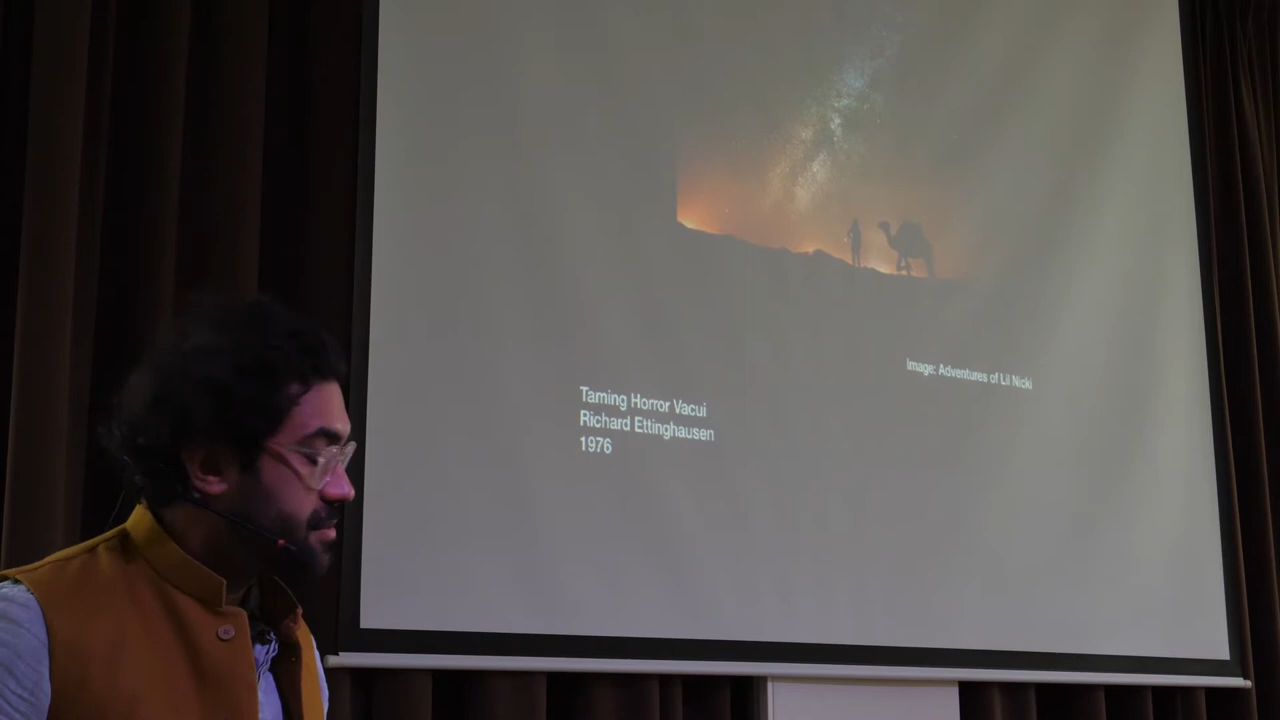 Image: Adventures of Lil Nicki
Taming Horror Vacui
Richard Ettinghausen
1976